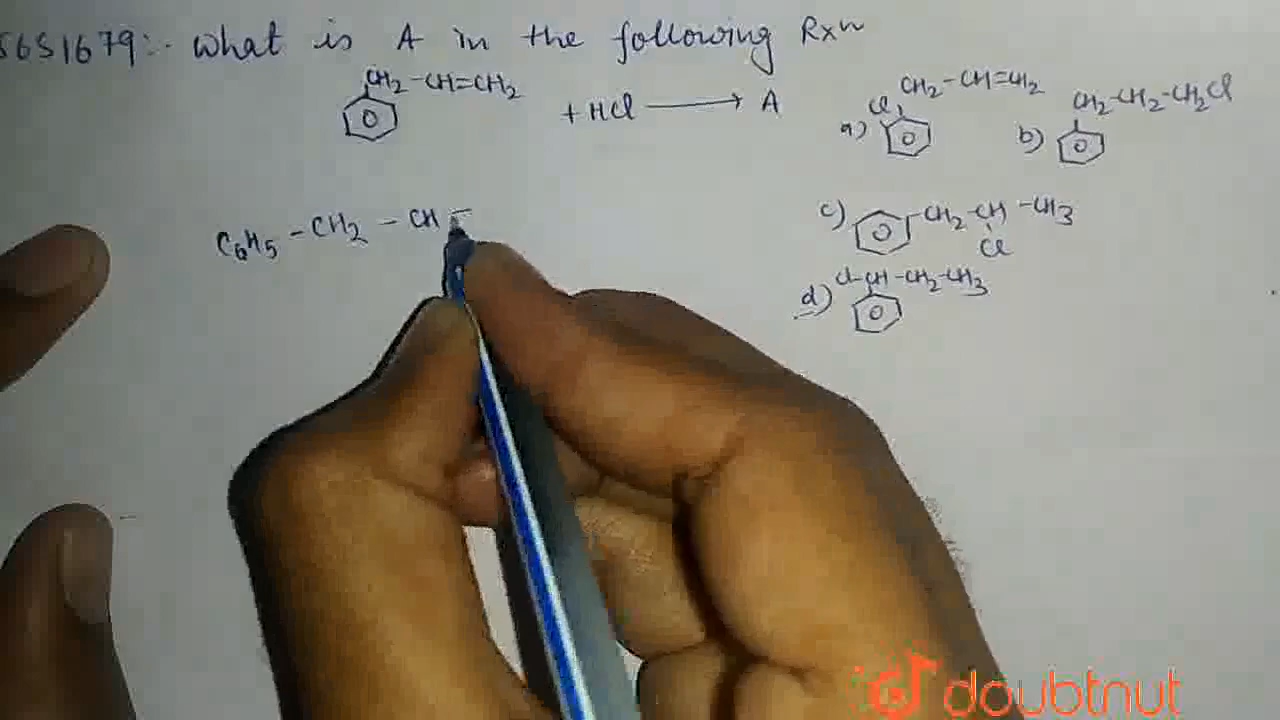 5651679:- What is A in the following Rxn
CH2-CH=CH2
+ HCl ⟶ A
a) Cl CH2-CH=CH2
b) CH2-CH2-CH2Cl
c) CH2-CH-CH3
Cl
d) Cl-CH-CH2-CH3
C6H5-CH2-CH=
doubtnut